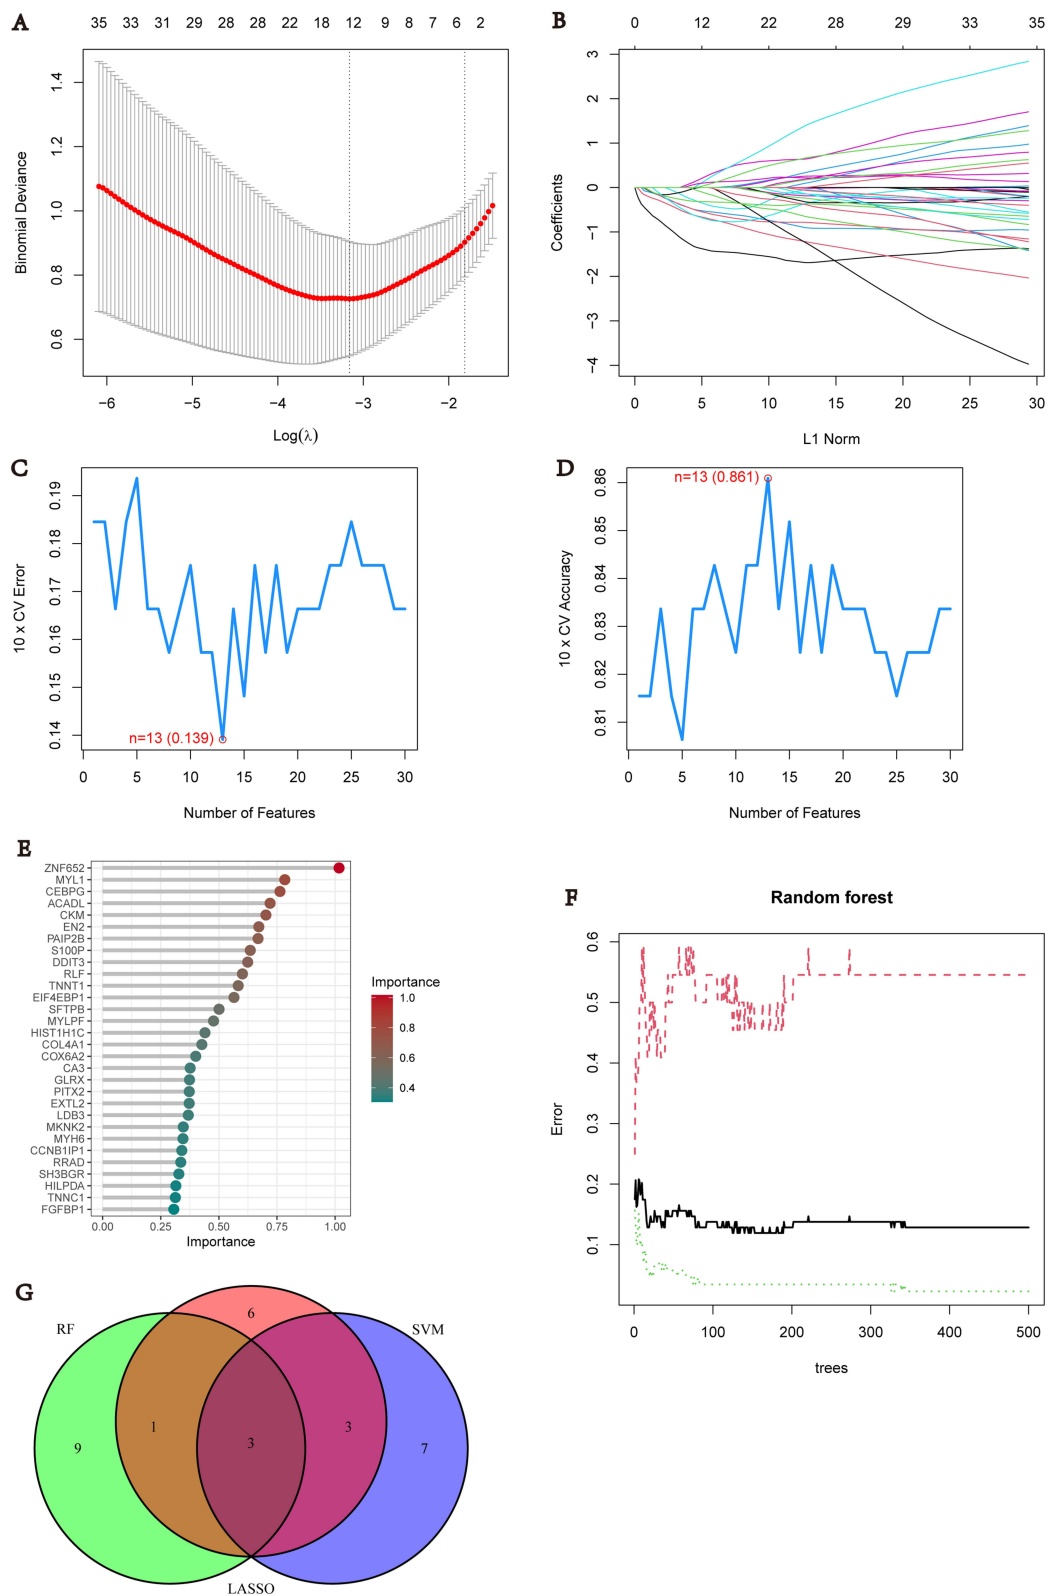 A
35 33 31 29 28 28 22 18 12 9 8 7 6 2
1.4
1.2
1.0
0.8
0.6
Binomial Deviance
−6 −5 −4 −3 −2
Log(λ)
B
0 12 22 28 29 33 35
3
2
1
0
−1
−2
−3
−4
Coefficients
0 5 10 15 20 25 30
L1 Norm
C
0.19
0.18
0.17
0.16
0.15
0.14
10 x CV Error
n=13 (0.139)
0 5 10 15 20 25 30
Number of Features
D
0.86
0.85
0.84
0.83
0.82
0.81
10 x CV Accuracy
n=13 (0.861)
0 5 10 15 20 25 30
Number of Features
E
ZNF652
MYL1
CEBPG
ACADL
CKM
EN2
PAIP2B
S100P
DDIT3
RLF
TNNT1
EIF4EBP1
SFTPB
MYLPF
HIST1H1C
COL4A1
COX6A2
CA3
GLRX
PITX2
EXTL2
LDB3
MKNK2
MYH6
CCNB1IP1
RRAD
SH3BGR
HILPDA
TNNC1
FGFBP1
0.00 0.25 0.50 0.75 1.00
Importance
Importance
1.0
0.8
0.6
0.4
F
Random forest
0.6
0.5
0.4
0.3
0.2
0.1
Error
0 100 200 300 400 500
trees
G
RF
SVM
LASSO
6
1
3
9
3
7